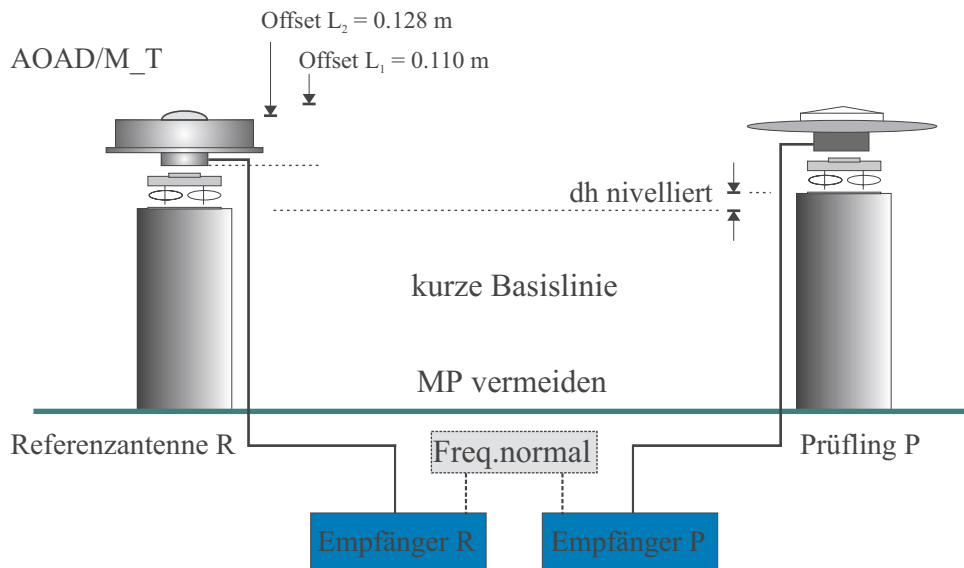 Offset L₂ = 0.128 m
AOAD/M_T
Offset L₁ = 0.110 m
dh nivelliert
kurze Basislinie
MP vermeiden
Referenzantenne R
Prüfling P
Freq.normal
Empfänger R
Empfänger P